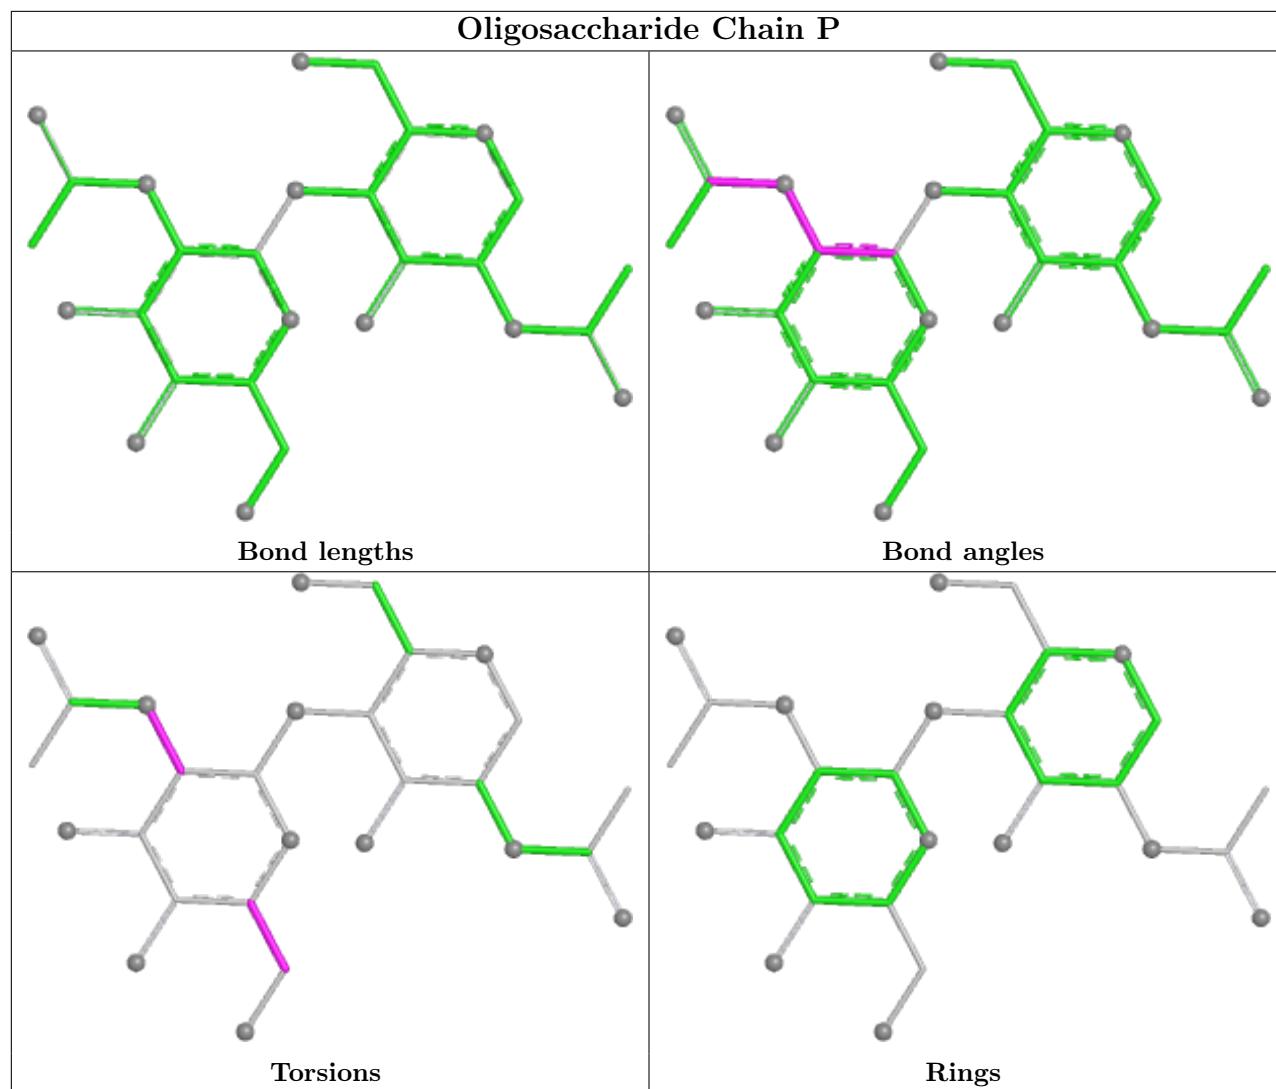 Oligosaccharide Chain P
Bond lengths
Bond angles
Torsions
Rings